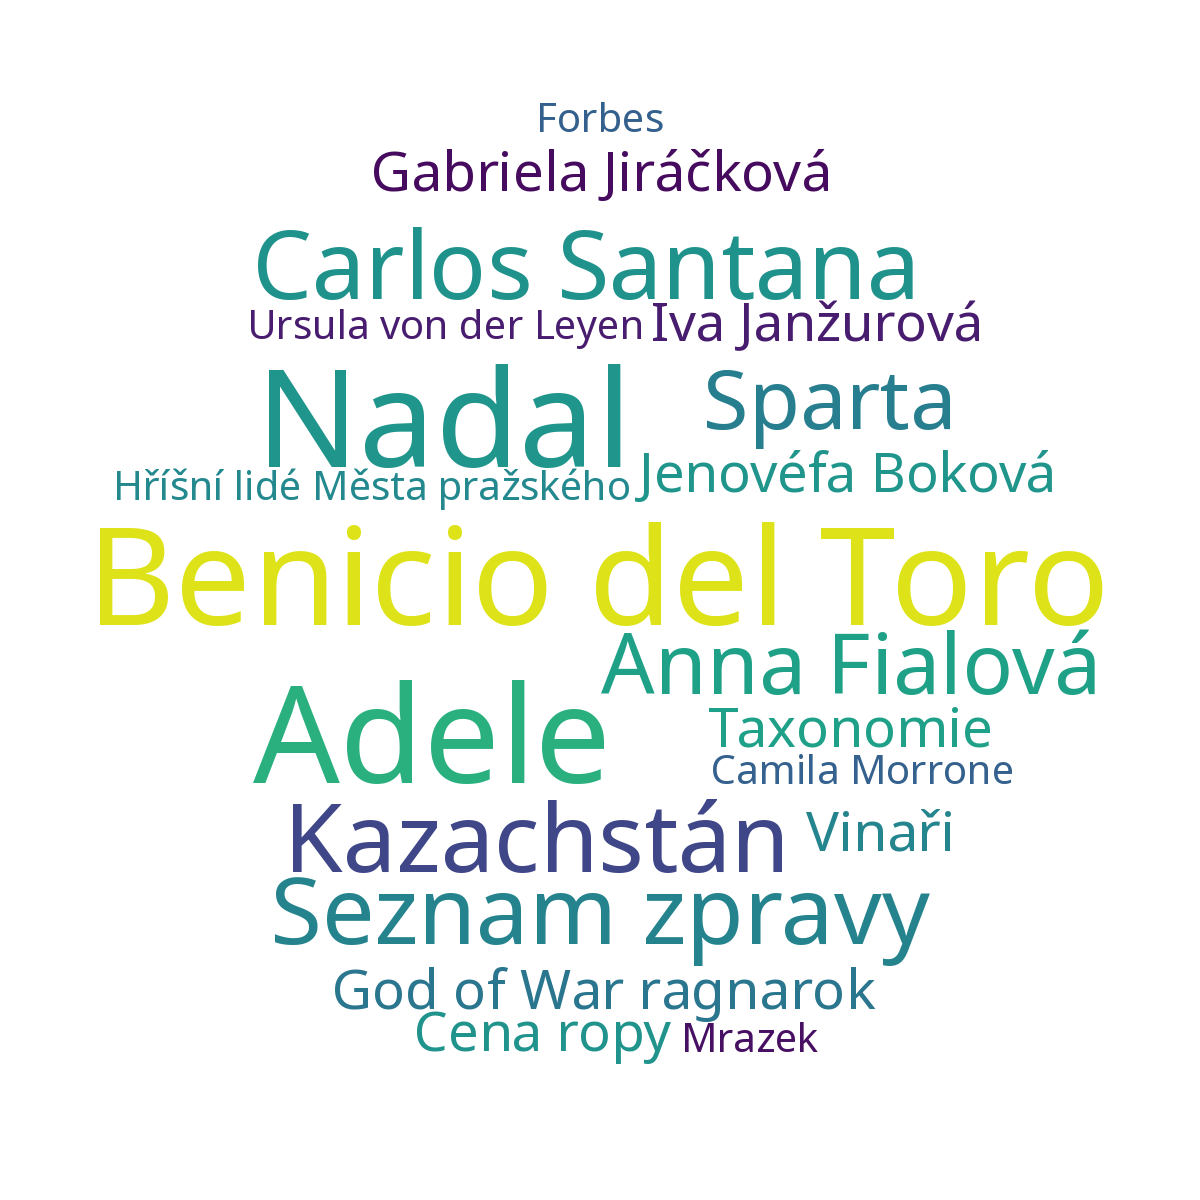 Forbes
Gabriela Jiráčková
Carlos Santana
Ursula von der Leyen
Iva Janžurová
Nadal
Sparta
Hříšní lidé Města pražského
Jenovéfa Boková
Benicio del Toro
Anna Fialová
Adele
Taxonomie
Camila Morrone
Kazachstán
Vinaři
Seznam zpravy
God of War ragnarok
Cena ropy
Mrazek